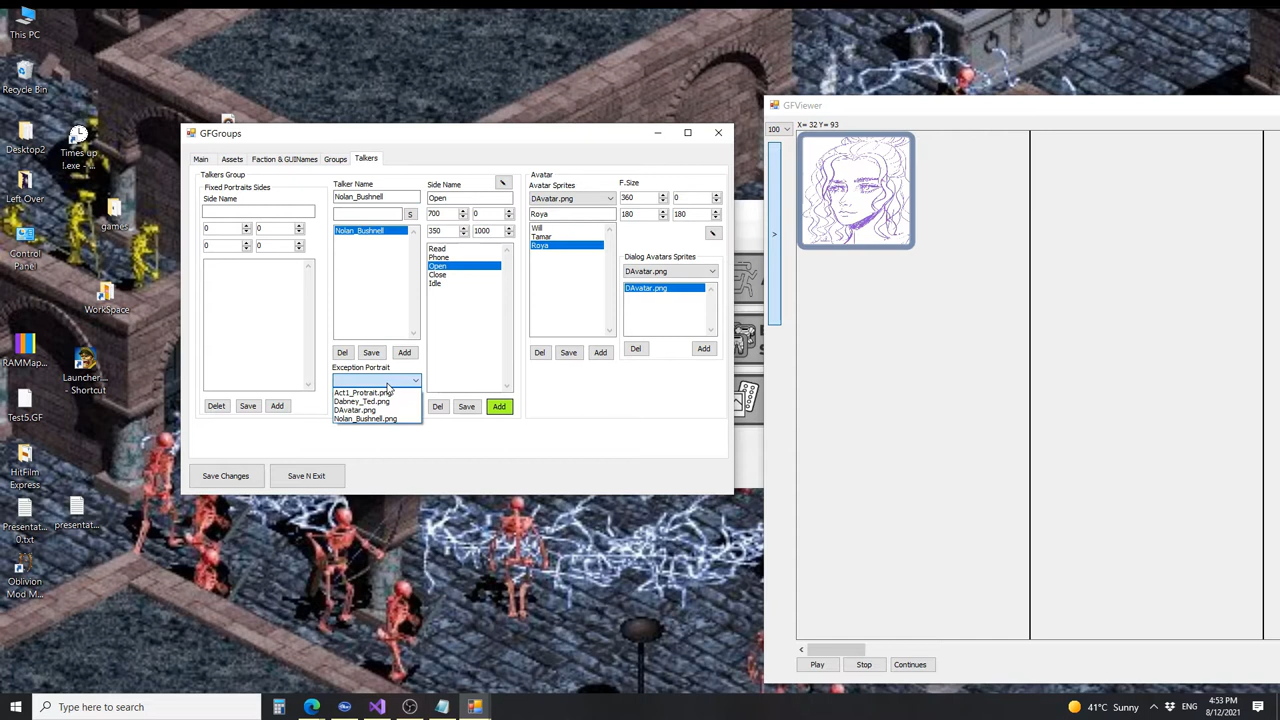 This PC
Recycle Bin
Desktop2
Times up
!.exe - ...
Left Over
games
Control
Panel
WorkSpace
RAMMap...
Launcher...
- Shortcut
Test5.GF
HitFilm
Express
Presentat...
0.txt
presentat...
Oblivion
Mod M...
GFGroups
Main
Assets
Faction & GUINames
Groups
Talkers
Talkers Group
Fixed Portraits Sides
Side Name
0
0
0
0
Delet
Save
Add
Talker Name
Nolan_Bushnell
S
Nolan_Bushnell
Del
Save
Add
Exception Portrait
Act1_Protrait.png
Dabney_Ted.png
DAvatar.png
Nolan_Bushnell.png
Side Name
Open
700
0
350
1000
Read
Phone
Open
Close
Idle
Del
Save
Add
Avatar
Avatar Sprites
DAvatar.png
Roya
Will
Tamar
Roya
Del
Save
Add
F.Size
360
0
180
180
Dialog Avatars Sprites
DAvatar.png
DAvatar.png
Del
Add
Save Changes
Save N Exit
GFViewer
100
X= 32 Y= 93
>
<
Play
Stop
Continues
Type here to search
41°C Sunny
ENG
4:53 PM
8/12/2021